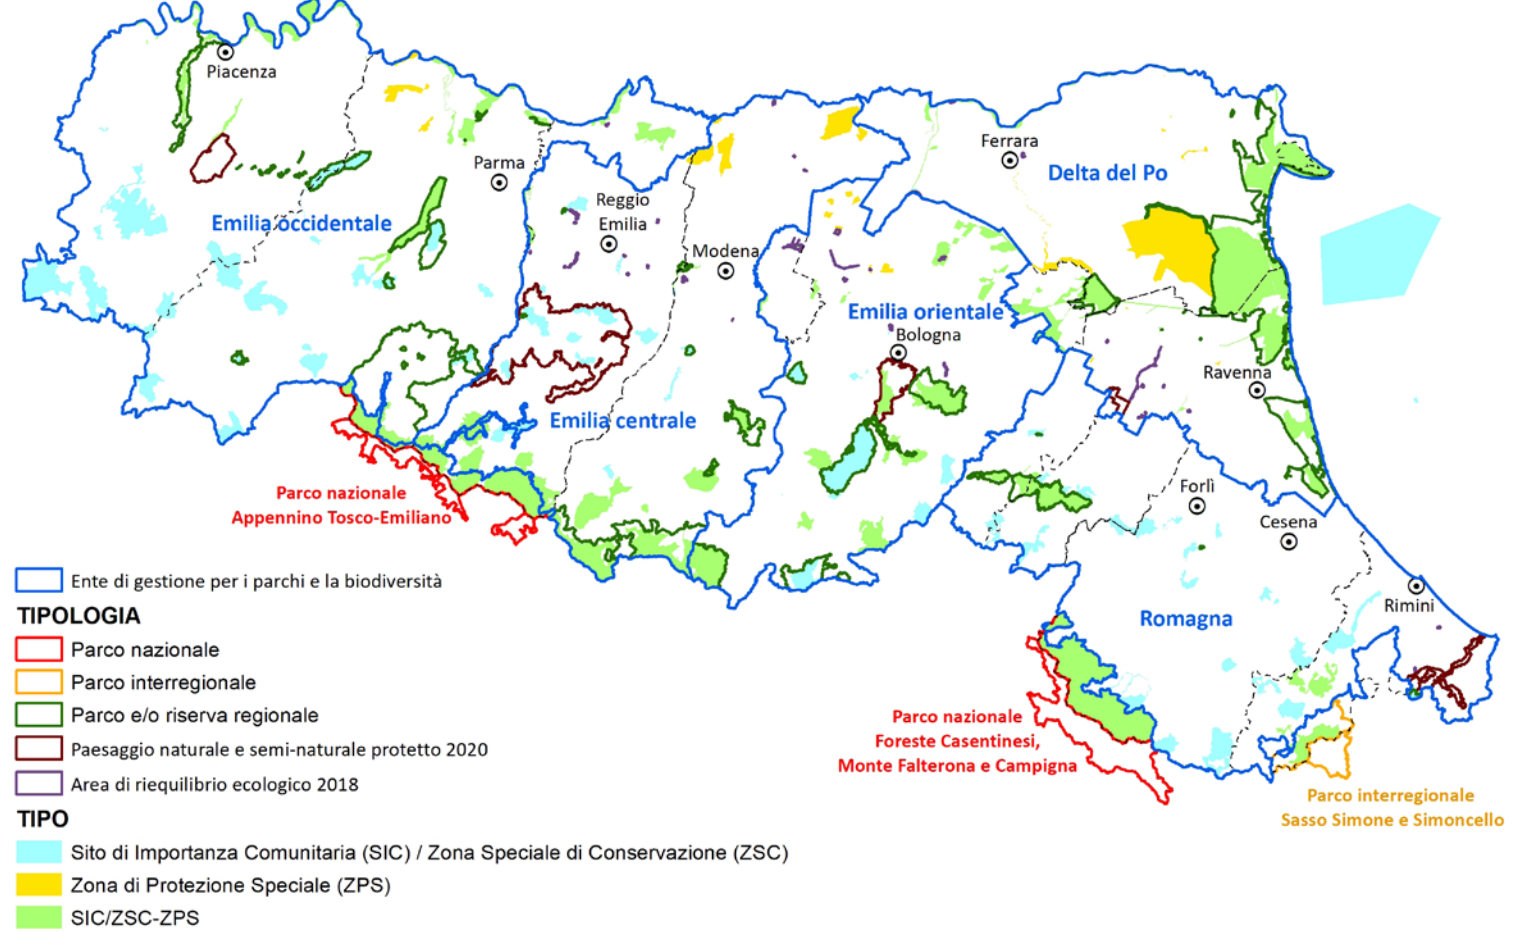 Piacenza
Ferrara
Parma
Delta del Po
Reggio
Emilia
Emilia occidentale
Modena
Emilia orientale
Bologna
Ravenna
Emilia centrale
Forlì
Parco nazionale
Appennino Tosco-Emiliano
Cesena
Rimini
Romagna
Parco nazionale
Foreste Casentinesi,
Monte Falterona e Campigna
Parco interregionale
Sasso Simone e Simoncello
Ente di gestione per i parchi e la biodiversità
TIPOLOGIA
Parco nazionale
Parco interregionale
Parco e/o riserva regionale
Paesaggio naturale e semi-naturale protetto 2020
Area di riequilibrio ecologico 2018
TIPO
Sito di Importanza Comunitaria (SIC) / Zona Speciale di Conservazione (ZSC)
Zona di Protezione Speciale (ZPS)
SIC/ZSC-ZPS